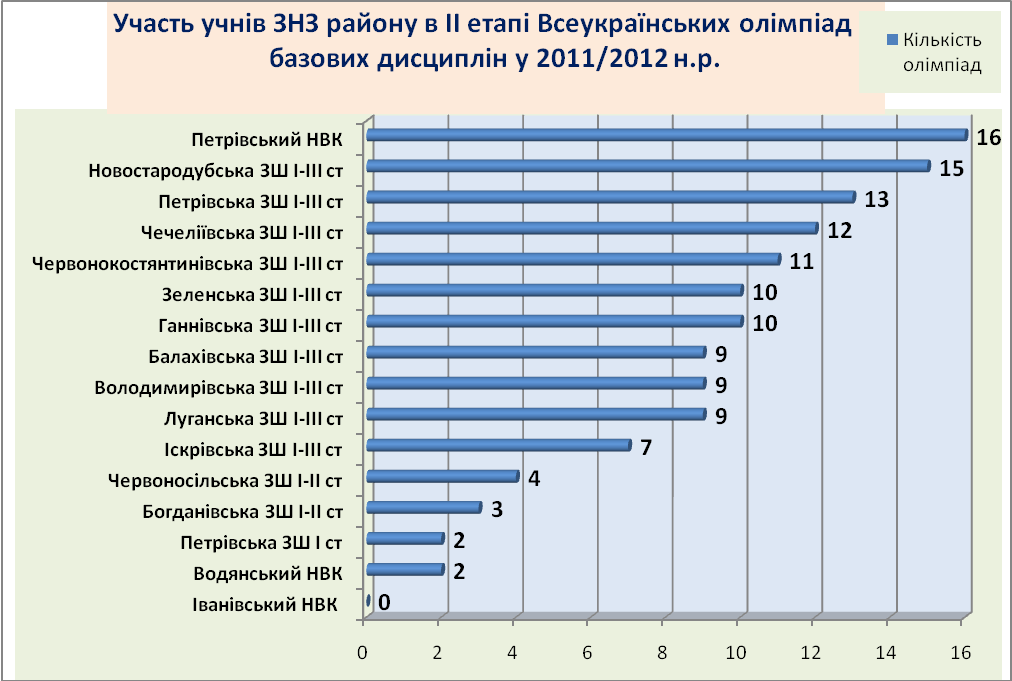 Участь учнів ЗНЗ району в ІІ етапі Всеукраїнських олімпіад
базових дисциплін у 2011/2012 н.р.
Кількість
олімпіад
Петрівський НВК 16
Новостародубська ЗШ І-ІІІ ст 15
Петрівська ЗШ І-ІІІ ст 13
Чечеліївська ЗШ І-ІІІ ст 12
Червонокостянтинівська ЗШ І-ІІІ ст 11
Зеленська ЗШ І-ІІІ ст 10
Ганнівська ЗШ І-ІІІ ст 10
Балахівська ЗШ І-ІІІ ст 9
Володимирівська ЗШ І-ІІІ ст 9
Луганська ЗШ І-ІІІ ст 9
Іскрівська ЗШ І-ІІІ ст 7
Червоносільська ЗШ І-ІІ ст 4
Богданівська ЗШ І-ІІ ст 3
Петрівська ЗШ І ст 2
Водянський НВК 2
Іванівський НВК 0
0 2 4 6 8 10 12 14 16